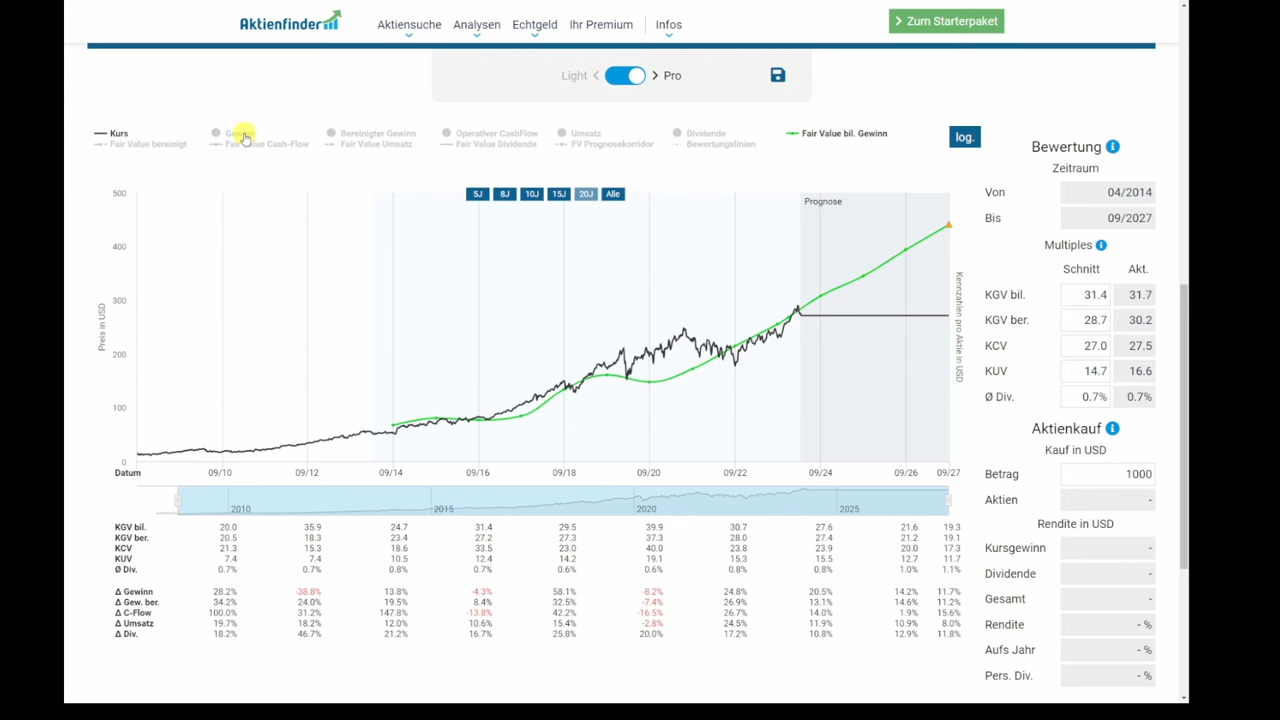 Aktienfinder
Aktiensuche Analysen Echtgeld Ihr Premium Infos
Zum Starterpaket
Light Pro
Kurs Bereinigter Gewinn Operativer CashFlow Umsatz Dividende Fair Value bil. Gewinn
Fair Value bereinigt Fair Value Cash-Flow Fair Value Umsatz Fair Value Dividende FV Prognosekorridor Bewertungslinien
log.
5J 8J 10J 15J 20J Alle
Prognose
500
400
300
200
100
0
Preis in USD
Kennzahlen pro Aktie in USD
Datum 09/10 09/12 09/14 09/16 09/18 09/20 09/22 09/24 09/26 09/27
2010 2015 2020 2025
KGV bil. 20.0 35.9 24.7 31.4 29.5 39.9 30.7 27.6 21.6 19.3
KGV ber. 20.5 18.3 23.4 27.2 27.3 37.3 28.0 27.4 21.2 19.1
KCV 21.3 15.3 18.6 33.5 23.0 40.0 23.8 23.9 20.0 17.3
KUV 7.4 7.4 10.5 12.4 14.2 19.1 15.3 15.5 12.7 11.7
Ø Div. 0.7% 0.7% 0.8% 0.7% 0.6% 0.6% 0.8% 0.8% 1.0% 1.1%
Δ Gewinn 28.2% -38.8% 13.8% -4.3% 58.1% -8.2% 24.8% 20.5% 14.2% 11.7%
Δ Gew. ber. 34.2% 24.0% 19.5% 8.4% 32.5% -7.4% 26.9% 13.1% 14.6% 11.2%
Δ C-Flow 100.0% 31.2% 147.8% -13.8% 42.2% -16.5% 26.7% 14.0% 1.9% 15.6%
Δ Umsatz 19.7% 18.2% 12.0% 10.6% 15.4% -2.8% 24.5% 11.9% 10.9% 8.0%
Δ Div. 18.2% 46.7% 21.2% 16.7% 25.8% 20.0% 17.2% 10.8% 12.9% 11.8%
Bewertung
Zeitraum
Von 04/2014
Bis 09/2027
Multiples
Schnitt Akt.
KGV bil. 31.4 31.7
KGV ber. 28.7 30.2
KCV 27.0 27.5
KUV 14.7 16.6
Ø Div. 0.7% 0.7%
Aktienkauf
Kauf in USD
Betrag 1000
Aktien -
Rendite in USD
Kursgewinn -
Dividende -
Gesamt -
Rendite - %
Aufs Jahr - %
Pers. Div. - %